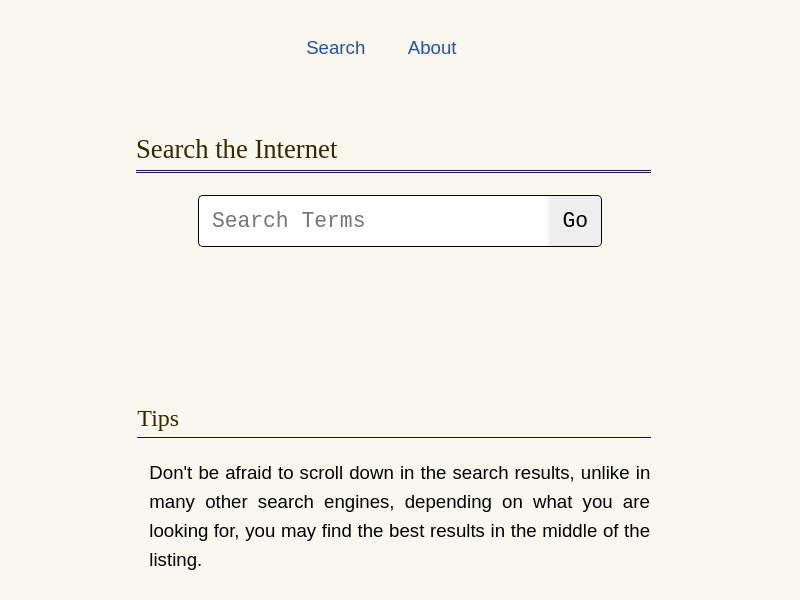 Search About
Search the Internet
Search Terms Go
Tips
Don't be afraid to scroll down in the search results, unlike in
many other search engines, depending on what you are
looking for, you may find the best results in the middle of the
listing.